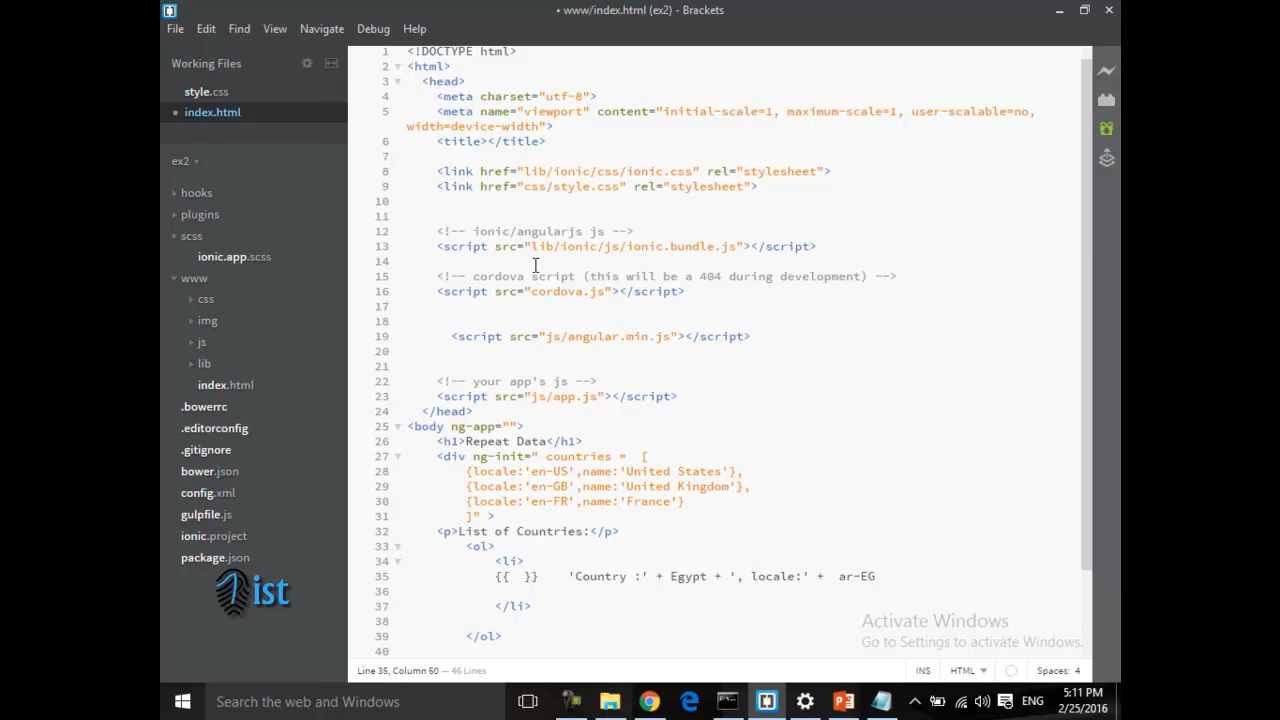 • www/index.html (ex2) - Brackets
File Edit Find View Navigate Debug Help
Working Files
style.css
• index.html
ex2
hooks
plugins
scss
ionic.app.scss
www
css
img
js
lib
index.html
.bowerrc
.editorconfig
.gitignore
bower.json
config.xml
gulpfile.js
ionic.project
package.json
ist
1 <!DOCTYPE html>
2 <html>
3 <head>
4 <meta charset="utf-8">
5 <meta name="viewport" content="initial-scale=1, maximum-scale=1, user-scalable=no,
width=device-width">
6 <title></title>
7
8 <link href="lib/ionic/css/ionic.css" rel="stylesheet">
9 <link href="css/style.css" rel="stylesheet">
10
11
12 <!-- ionic/angularjs js -->
13 <script src="lib/ionic/js/ionic.bundle.js"></script>
14
15 <!-- cordova script (this will be a 404 during development) -->
16 <script src="cordova.js"></script>
17
18
19 <script src="js/angular.min.js"></script>
20
21
22 <!-- your app's js -->
23 <script src="js/app.js"></script>
24 </head>
25 <body ng-app="">
26 <h1>Repeat Data</h1>
27 <div ng-init=" countries = [
28 {locale:'en-US',name:'United States'},
29 {locale:'en-GB',name:'United Kingdom'},
30 {locale:'en-FR',name:'France'}
31 ]" >
32 <p>List of Countries:</p>
33 <ol>
34 <li>
35 {{ }} 'Country :' + Egypt + ', locale:' + ar-EG
36
37 </li>
38
39 </ol>
40
Activate Windows
Go to Settings to activate Windows.
Line 35, Column 60 — 46 Lines
INS HTML Spaces: 4
Search the web and Windows
ENG
5:11 PM
2/25/2016